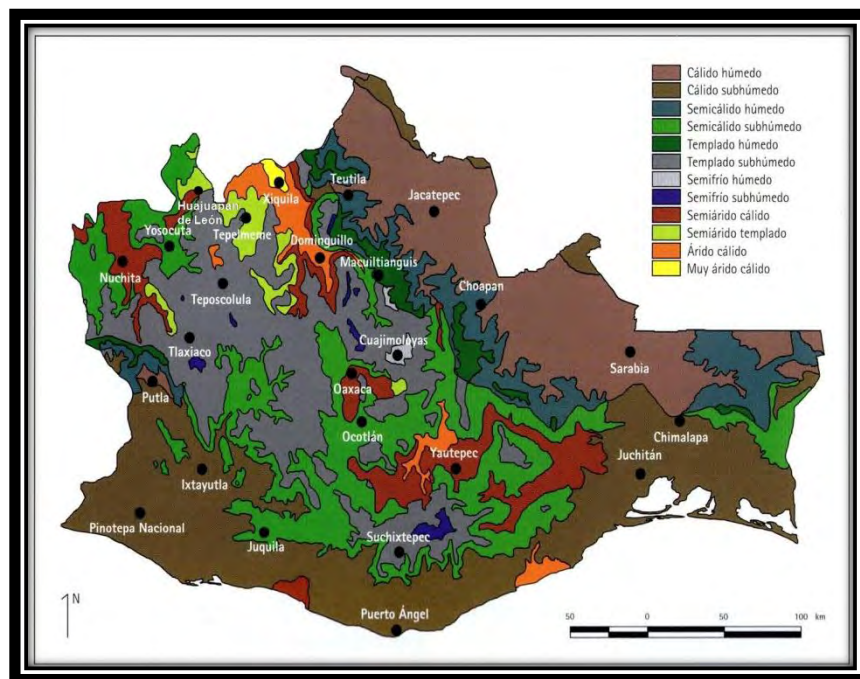 Cálido húmedo
Cálido subhúmedo
Semicálido húmedo
Semicálido subhúmedo
Templado húmedo
Templado subhúmedo
Semifrío húmedo
Semifrío subhúmedo
Semiárido cálido
Semiárido templado
Árido cálido
Muy árido cálido
Teutila
Xiquila
Huajuapan
de León
Jacatepec
Tepelmeme
Yosocuta
Dominguillo
Nuchita
Macuiltianguis
Teposcolula
Choapan
Tlaxiaco
Cuajimoloyas
Sarabia
Putla
Oaxaca
Ocotlán
Chimalapa
Ixtayutla
Yautepec
Juchitán
Pinotepa Nacional
Juquila
Suchixtepec
Puerto Ángel
N
50 0 50 100 km